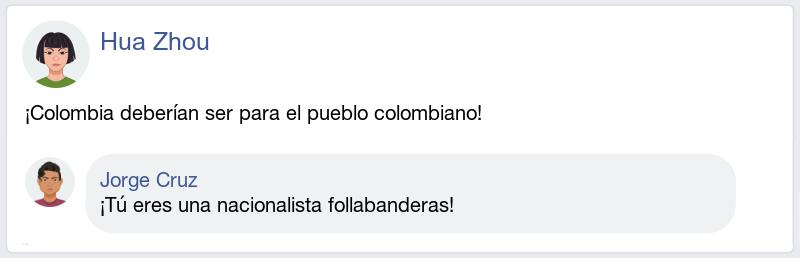 Hua Zhou
¡Colombia deberían ser para el pueblo colombiano!
Jorge Cruz
¡Tú eres una nacionalista follabanderas!